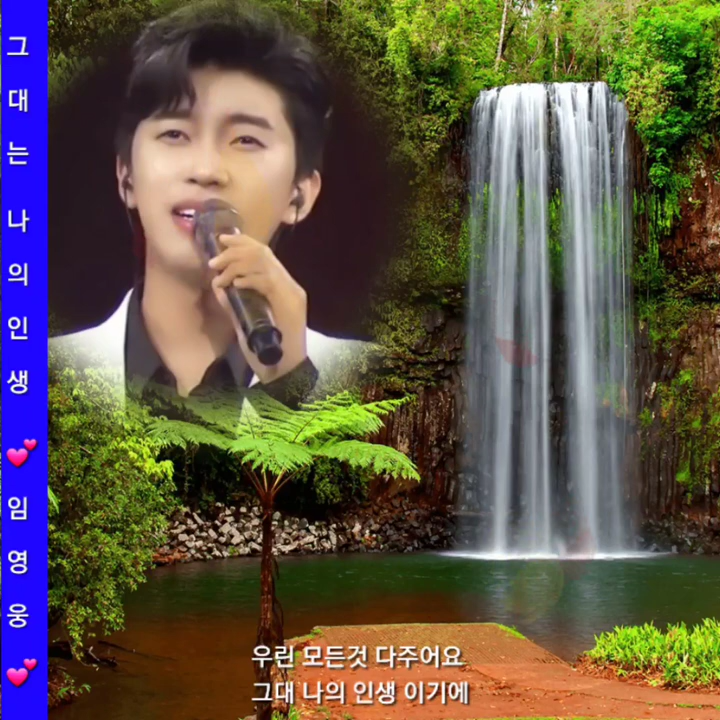 그대는 나의 인생 💕 임영웅 💕
우린 모든것 다주어요
그대 나의 인생 이기에